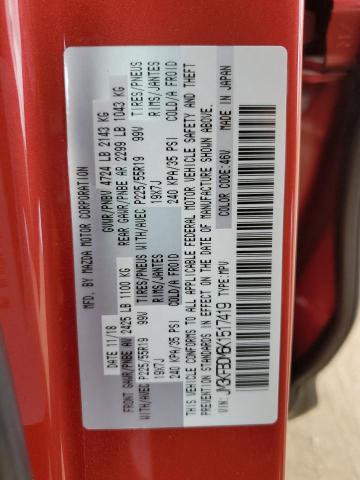 MFD. BY MAZDA MOTOR CORPORATION
DATE 11/18 GVWR/PNBV 4724 LB 2143 KG
FRONT GAWR/PNBE AV 2425 LB 1100 KG REAR GAWR/PNBE AR 2299 LB 1043 KG
WITH/AVEC P225/55R19 99V TIRES/PNEUS WITH/AVEC P225/55R19 99V TIRES/PNEUS
19X7J RIMS/JANTES 19X7J RIMS/JANTES
240 KPA/35 PSI COLD/A FROID 240 KPA/35 PSI COLD/A FROID
THIS VEHICLE CONFORMS TO ALL APPLICABLE FEDERAL MOTOR VEHICLE SAFETY AND THEFT
PREVENTION STANDARDS IN EFFECT ON THE DATE OF MANUFACTURE SHOWN ABOVE.
TYPE:MPV COLOR CODE:46V MADE IN JAPAN